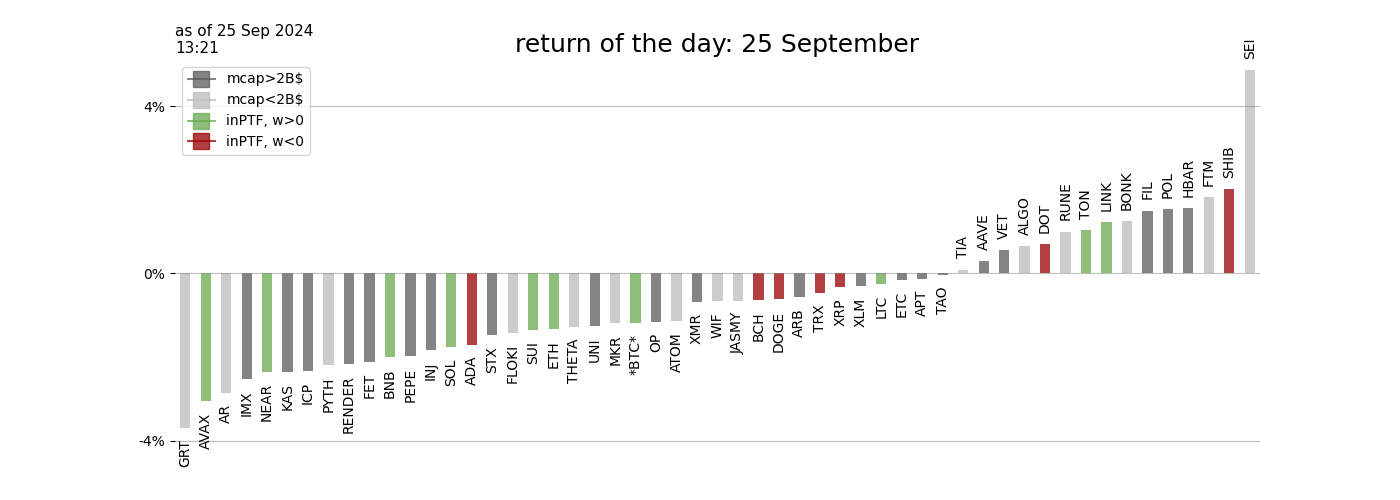 as of 25 Sep 2024
13:21
return of the day: 25 September
mcap>2B$
mcap<2B$
inPTF, w>0
inPTF, w<0
4%
0%
-4%
GRT
AVAX
AR
IMX
NEAR
KAS
ICP
PYTH
RENDER
FET
BNB
PEPE
INJ
SOL
ADA
STX
FLOKI
SUI
ETH
THETA
UNI
MKR
*BTC*
OP
ATOM
XMR
WIF
JASMY
BCH
DOGE
ARB
TRX
XRP
XLM
LTC
ETC
APT
TAO
TIA
AAVE
VET
ALGO
DOT
RUNE
TON
LINK
BONK
FIL
POL
HBAR
FTM
SHIB
SEI